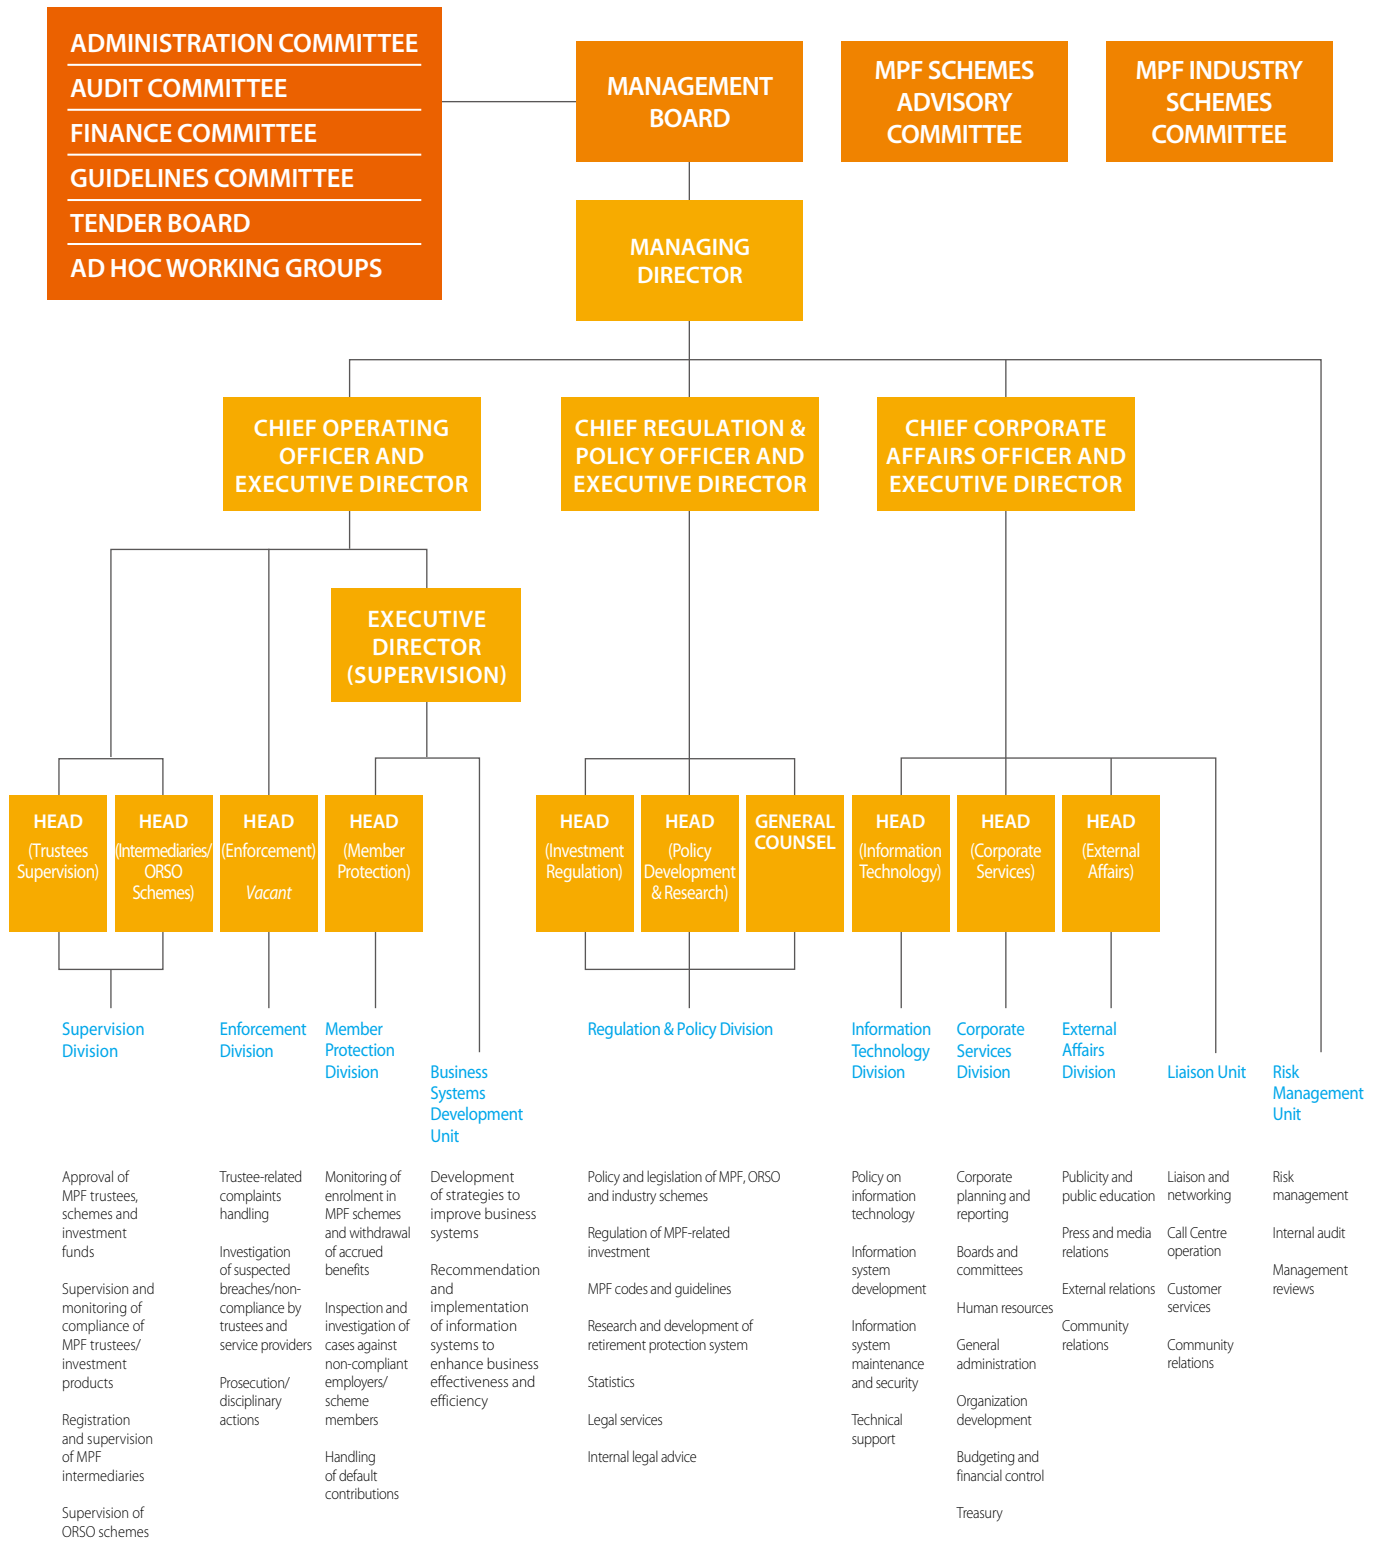 ADMINISTRATION COMMITTEE
AUDIT COMMITTEE
FINANCE COMMITTEE
GUIDELINES COMMITTEE
TENDER BOARD
AD HOC WORKING GROUPS
MANAGEMENT
BOARD
MPF SCHEMES
ADVISORY
COMMITTEE
MPF INDUSTRY
SCHEMES
COMMITTEE
MANAGING
DIRECTOR
CHIEF OPERATING
OFFICER AND
EXECUTIVE DIRECTOR
CHIEF REGULATION &
POLICY OFFICER AND
EXECUTIVE DIRECTOR
CHIEF CORPORATE
AFFAIRS OFFICER AND
EXECUTIVE DIRECTOR
EXECUTIVE
DIRECTOR
(SUPERVISION)
HEAD
(Trustees
Supervision)
HEAD
(Intermediaries/
ORSO
Schemes)
HEAD
(Enforcement)
Vacant
HEAD
(Member
Protection)
HEAD
(Investment
Regulation)
HEAD
(Policy
Development
& Research)
GENERAL
COUNSEL
HEAD
(Information
Technology)
HEAD
(Corporate
Services)
HEAD
(External
Affairs)
Supervision
Division
Enforcement
Division
Member
Protection
Division
Business
Systems
Development
Unit
Regulation & Policy Division
Information
Technology
Division
Corporate
Services
Division
External
Affairs
Division
Liaison Unit
Risk
Management
Unit
Approval of
MPF trustees,
schemes and
investment
funds
Supervision and
monitoring of
compliance of
MPF trustees/
investment
products
Registration
and supervision
of MPF
intermediaries
Supervision of
ORSO schemes
Trustee-related
complaints
handling
Investigation
of suspected
breaches/non-
compliance by
trustees and
service providers
Prosecution/
disciplinary
actions
Monitoring of
enrolment in
MPF schemes
and withdrawal
of accrued
benefits
Inspection and
investigation of
cases against
non-compliant
employers/
scheme
members
Handling
of default
contributions
Development
of strategies to
improve business
systems
Recommendation
and
implementation
of information
systems to
enhance business
effectiveness and
efficiency
Policy and legislation of MPF, ORSO
and industry schemes
Regulation of MPF-related
investment
MPF codes and guidelines
Research and development of
retirement protection system
Statistics
Legal services
Internal legal advice
Policy on
information
technology
Information
system
development
Information
system
maintenance
and security
Technical
support
Corporate
planning and
reporting
Boards and
committees
Human resources
General
administration
Organization
development
Budgeting and
financial control
Treasury
Publicity and
public education
Press and media
relations
External relations
Community
relations
Liaison and
networking
Call Centre
operation
Customer
services
Community
relations
Risk
management
Internal audit
Management
reviews